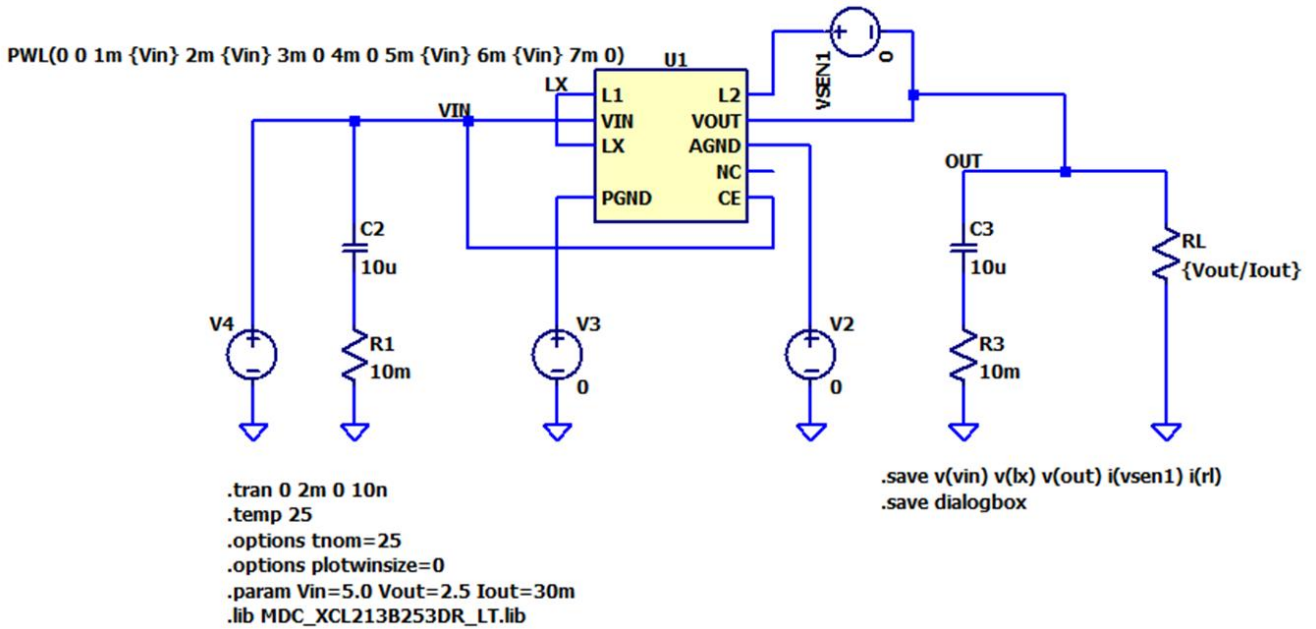 PWL(0 0 1m {Vin} 2m {Vin} 3m 0 4m 0 5m {Vin} 6m {Vin} 7m 0)
U1
VSEN1
0
LX
L1
L2
VIN
VIN
VOUT
LX
AGND
NC
PGND
CE
OUT
C2
10u
C3
10u
RL
{Vout/Iout}
V4
R1
10m
V3
0
V2
0
R3
10m
.tran 0 2m 0 10n
.temp 25
.options tnom=25
.options plotwinsize=0
.param Vin=5.0 Vout=2.5 Iout=30m
.lib MDC_XCL213B253DR_LT.lib
.save v(vin) v(lx) v(out) i(vsen1) i(rl)
.save dialogbox